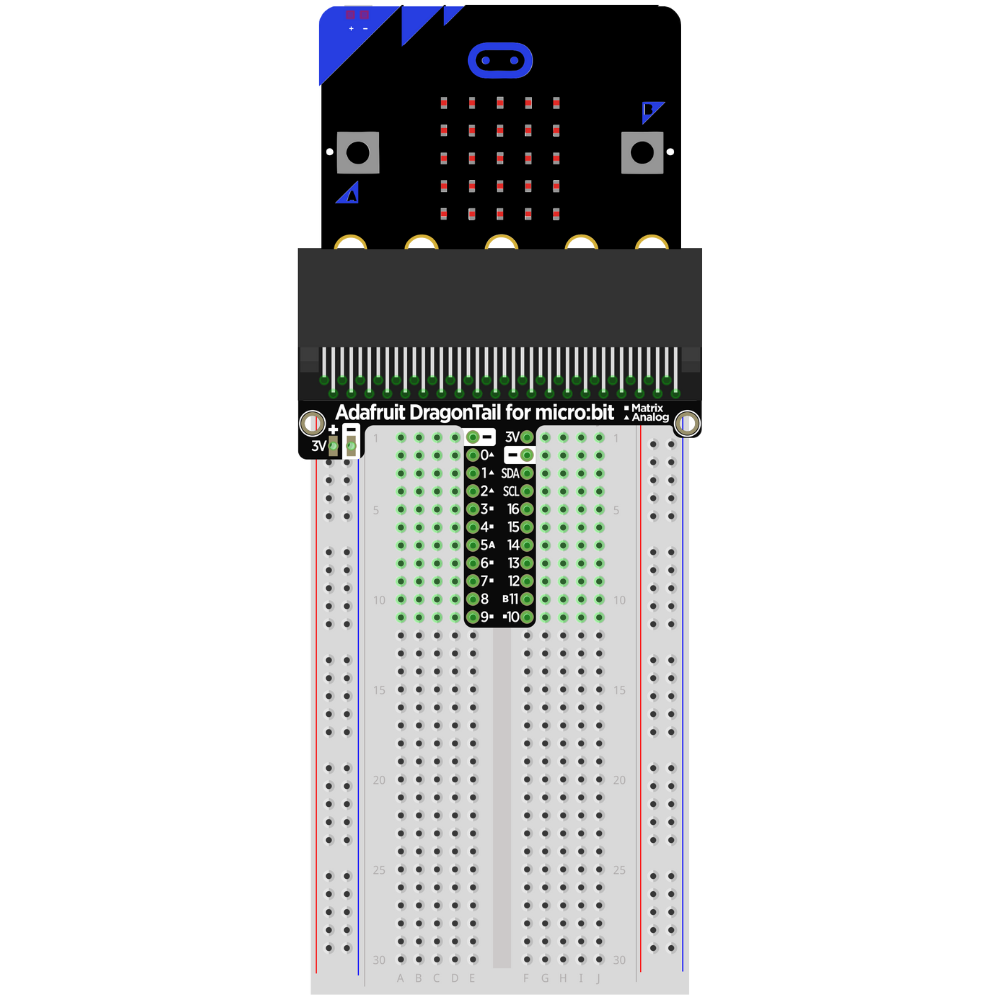 + -
B
A
Adafruit DragonTail for micro:bit
▪Matrix
▲Analog
+ -
3V
1 - 3V 1
0▲ -
1▲ SDA
2▲ SCL
5 3▪ 16 5
4▪ 15
5A 14
6▪ 13
7▪ 12
10 8 B11 10
9▪ ▪10
15 15
20 20
25 25
30 30
A B C D E F G H I J